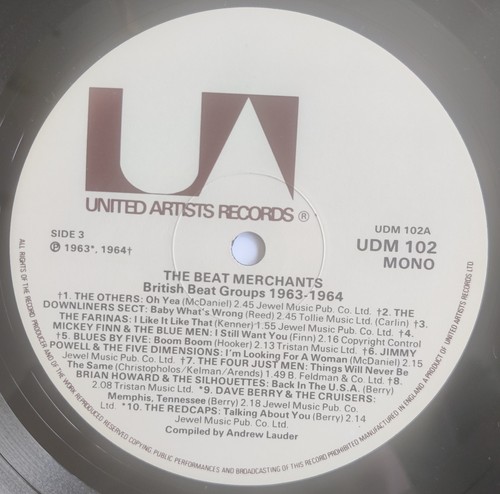 UA
UNITED ARTISTS RECORDS ®
SIDE 3
℗ 1963*, 1964†
UDM 102A
UDM 102
MONO
THE BEAT MERCHANTS
British Beat Groups 1963-1964
†1. THE OTHERS: Oh Yea (McDaniel) 2.45 Jewel Music Pub. Co. Ltd. †2. THE
DOWNLINERS SECT: Baby What's Wrong (Reed) 2.45 Tollie Music Ltd. (Carlin) †3.
THE FARINAS: I Like It Like That (Kenner) 1.55 Jewel Music Pub. Co. Ltd. †4.
MICKEY FINN & THE BLUE MEN: I Still Want You (Finn) 2.16 Copyright Control
†5. BLUES BY FIVE: Boom Boom (Hooker) 2.13 Tristan Music Ltd. †6. JIMMY
POWELL & THE FIVE DIMENSIONS: I'm Looking For A Woman (McDaniel) 2.15
Jewel Music Pub. Co. Ltd. †7. THE FOUR JUST MEN: Things Will Never Be
The Same (Christopholos/Kelman/Arends) 1.49 B. Feldman & Co. Ltd. †8.
BRIAN HOWARD & THE SILHOUETTES: Back In The U.S.A. (Berry)
2.08 Tristan Music Ltd. *9. DAVE BERRY & THE CRUISERS:
Memphis, Tennessee (Berry) 2.18 Jewel Music Pub. Co.
Ltd. *10. THE REDCAPS: Talking About You (Berry) 2.14
Jewel Music Pub. Co. Ltd.
Compiled by Andrew Lauder
ALL RIGHTS OF THE RECORD PRODUCER AND OF THE OWNER OF THE WORK REPRODUCED RESERVED COPYING PUBLIC PERFORMANCES AND BROADCASTING OF THIS RECORD PROHIBITED MANUFACTURED IN ENGLAND A PRODUCT OF UNITED ARTISTS RECORDS LTD